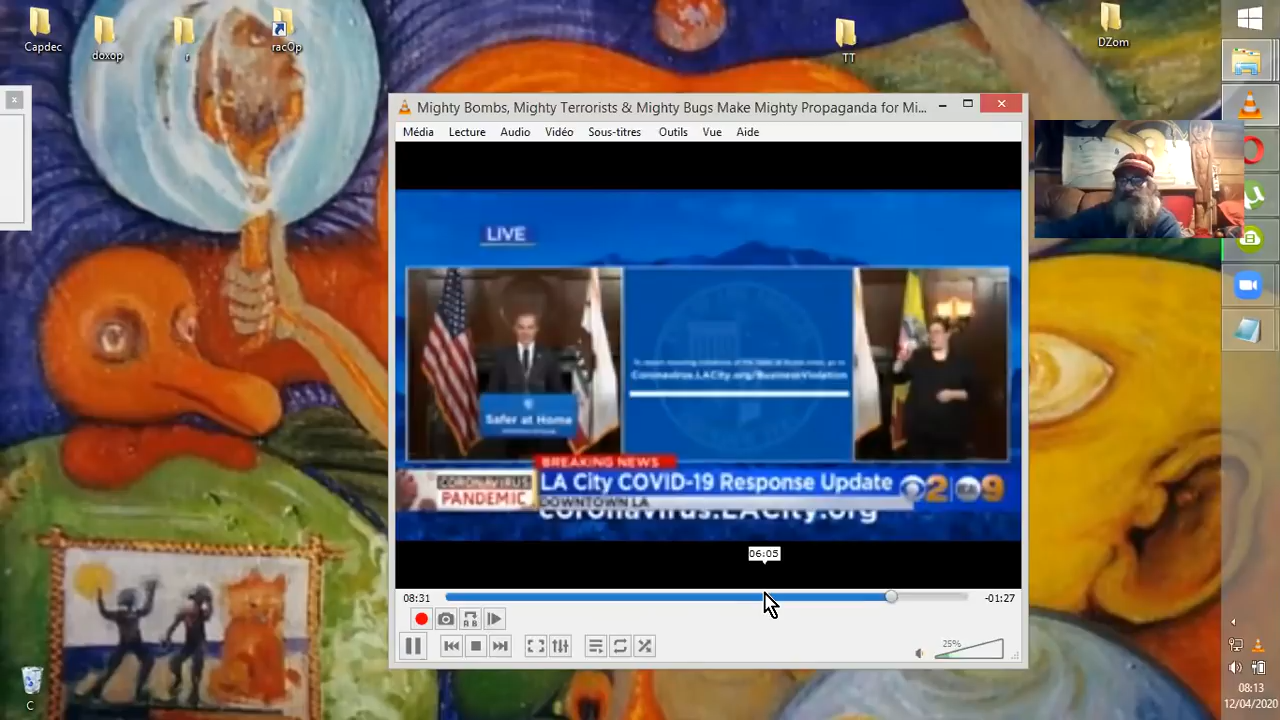 Capdec
doxop
r
racOp
TT
DZom
x
Mighty Bombs, Mighty Terrorists & Mighty Bugs Make Mighty Propaganda for Mi...
Média Lecture Audio Vidéo Sous-titres Outils Vue Aide
LIVE
Coronavirus.LACity.org/BusinessViolation
Safer at Home
BREAKING NEWS
CORONAVIRUS
PANDEMIC
LA City COVID-19 Response Update
2 9
DOWNTOWN LA
coronavirus.LACity.org
06:05
08:31
-01:27
A B
25%
C
08:13
12/04/2020